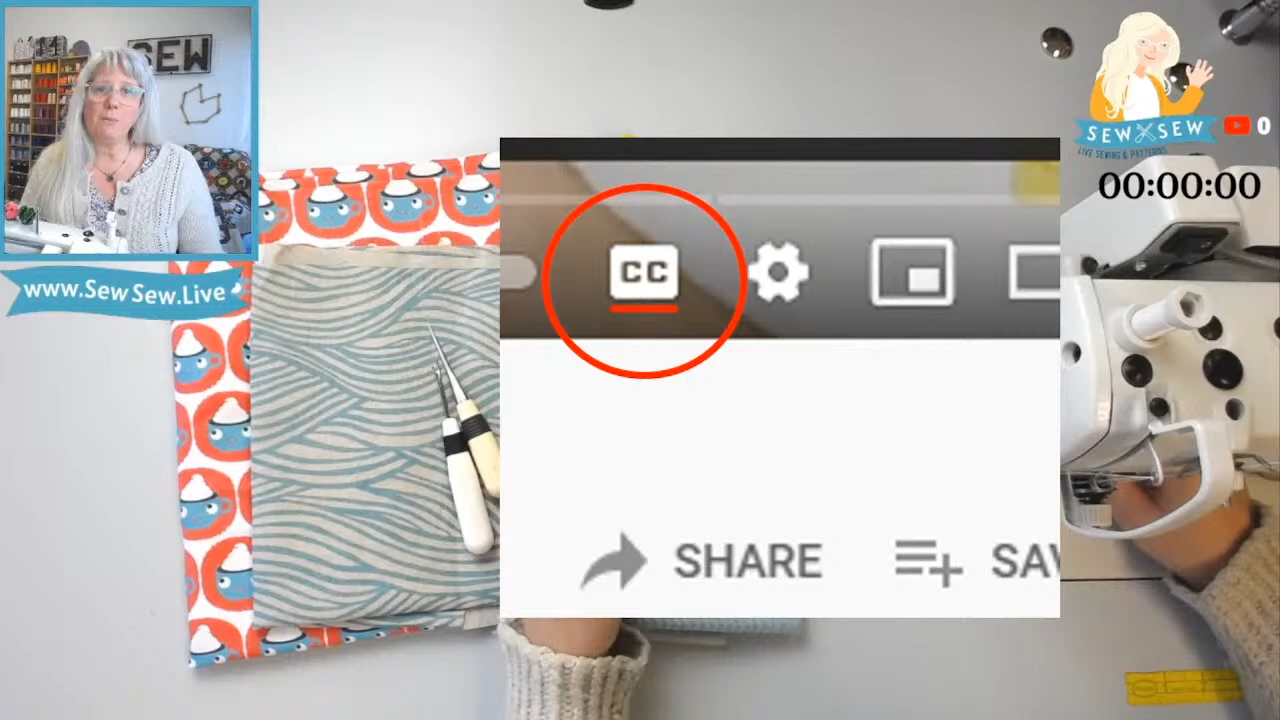 SEW
SEW SEW
LIVE SEWING & PATTERNS
0
00:00:00
www.SewSew.Live
CC
SHARE
SAV